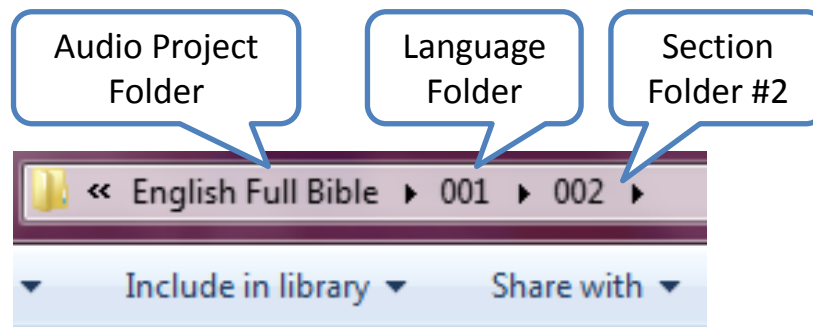 Audio Project
Folder
Language
Folder
Section
Folder #2
« English Full Bible ▸ 001 ▸ 002 ▸
Include in library ▾ Share with ▾